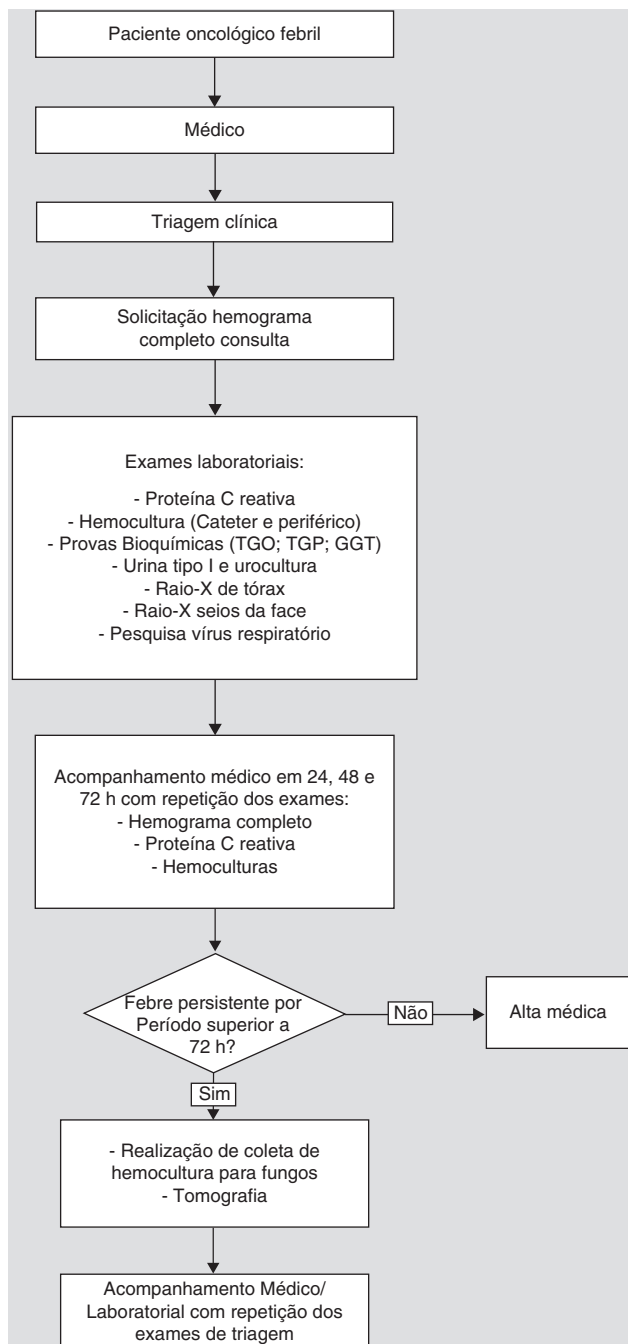 Paciente oncológico febril
Médico
Triagem clínica
Solicitação hemograma
completo consulta
Exames laboratoriais:
- Proteína C reativa
- Hemocultura (Cateter e periférico)
- Provas Bioquímicas (TGO; TGP; GGT)
- Urina tipo I e urocultura
- Raio-X de tórax
- Raio-X seios da face
- Pesquisa vírus respiratório
Acompanhamento médico em 24, 48 e
72 h com repetição dos exames:
- Hemograma completo
- Proteína C reativa
- Hemoculturas
Febre persistente por
Período superior a
72 h?
Não
Alta médica
Sim
- Realização de coleta de
hemocultura para fungos
- Tomografia
Acompanhamento Médico/
Laboratorial com repetição dos
exames de triagem